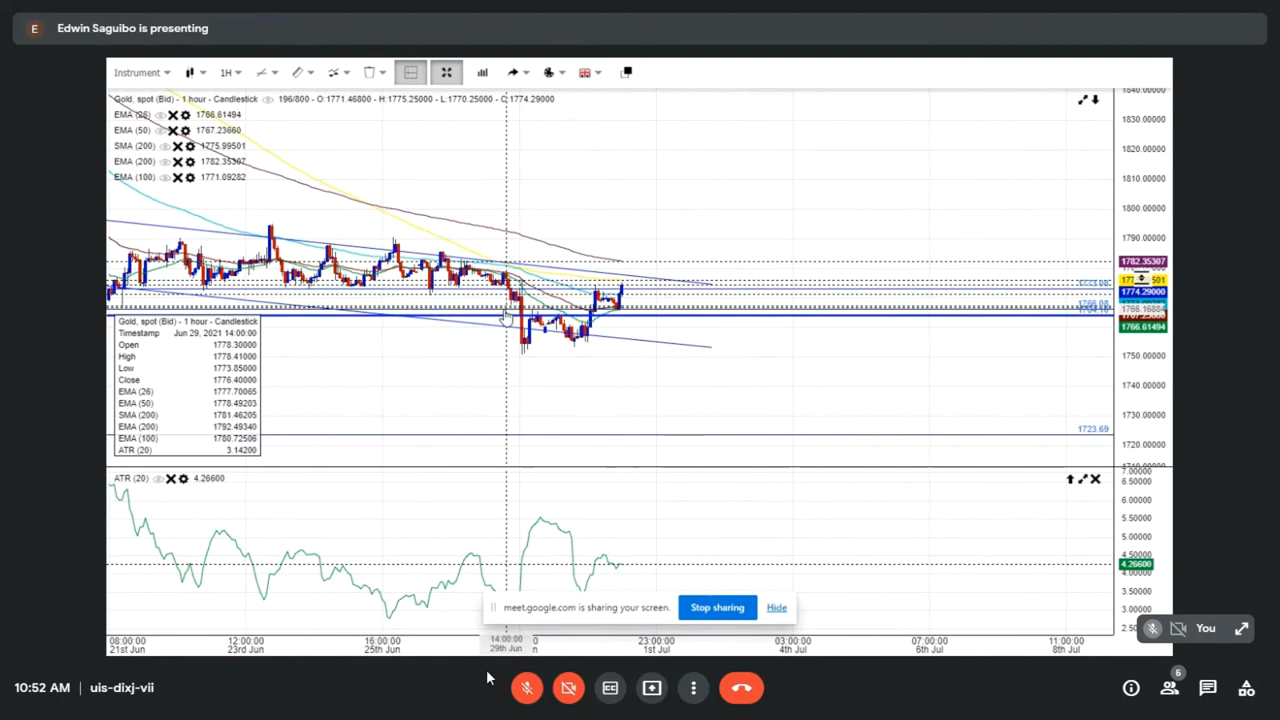 E Edwin Saguibo is presenting
Instrument 1H
Gold, spot (Bid) - 1 hour - Candlestick 196/800 - O:1771.46800 - H:1775.25000 - L:1770.25000 - C:1774.29000
EMA (26) 1766.61494
EMA (50) 1767.23660
SMA (200) 1775.99501
EMA (200) 1782.35307
EMA (100) 1771.09282
1840.00000
1830.00000
1820.00000
1810.00000
1800.00000
1790.00000
1782.35307
1774.29000
1766.08
1766.61494
1750.00000
1740.00000
1730.00000
1723.69
1720.00000
Gold, spot (Bid) - 1 hour - Candlestick
Timestamp Jun 29, 2021 14:00:00
Open 1778.30000
High 1778.41000
Low 1773.85000
Close 1776.40000
EMA (26) 1777.70065
EMA (50) 1778.49203
SMA (200) 1781.46205
EMA (200) 1792.49340
EMA (100) 1780.72506
ATR (20) 3.14200
ATR (20) 4.26600
7.00000
6.50000
6.00000
5.50000
5.00000
4.50000
4.26600
4.00000
3.50000
3.00000
meet.google.com is sharing your screen. Stop sharing Hide
You
08:00:00 12:00:00 16:00:00 14:00:00 23:00:00 03:00:00 07:00:00 11:00:00
21st Jun 23rd Jun 25th Jun 29th Jun 1st Jul 4th Jul 6th Jul 8th Jul
10:52 AM | uis-dixj-vii
5